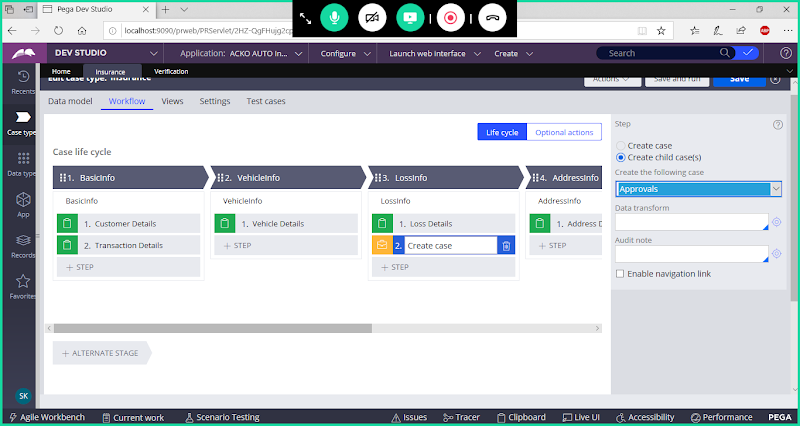 Pega Dev Studio
localhost:9090/prweb/PRServlet/2HZ-QgFHujg2cp
ABP
DEV STUDIO
Application: ACKO AUTO In...
Configure
Launch web interface
Create
Search
Home
Insurance
Verification
Recents
Case type
Data type
App
Records
Favorite
SK
Edit case type: Insurance
Actions
Save and run
Save
Data model
Workflow
Views
Settings
Test cases
Life cycle
Optional actions
Case life cycle
1. BasicInfo
2. VehicleInfo
3. LossInfo
4. AddressInfo
BasicInfo
VehicleInfo
LossInfo
AddressInfo
1. Customer Details
1. Vehicle Details
1. Loss Details
1. Address D
2. Transaction Details
+ STEP
2. Create case
+ STEP
+ STEP
+ STEP
+ ALTERNATE STAGE
Step
Create case
Create child case(s)
Create the following case
Approvals
Data transform
Audit note
Enable navigation link
Agile Workbench
Current work
Scenario Testing
Issues
Tracer
Clipboard
Live UI
Accessibility
Performance
PEGA